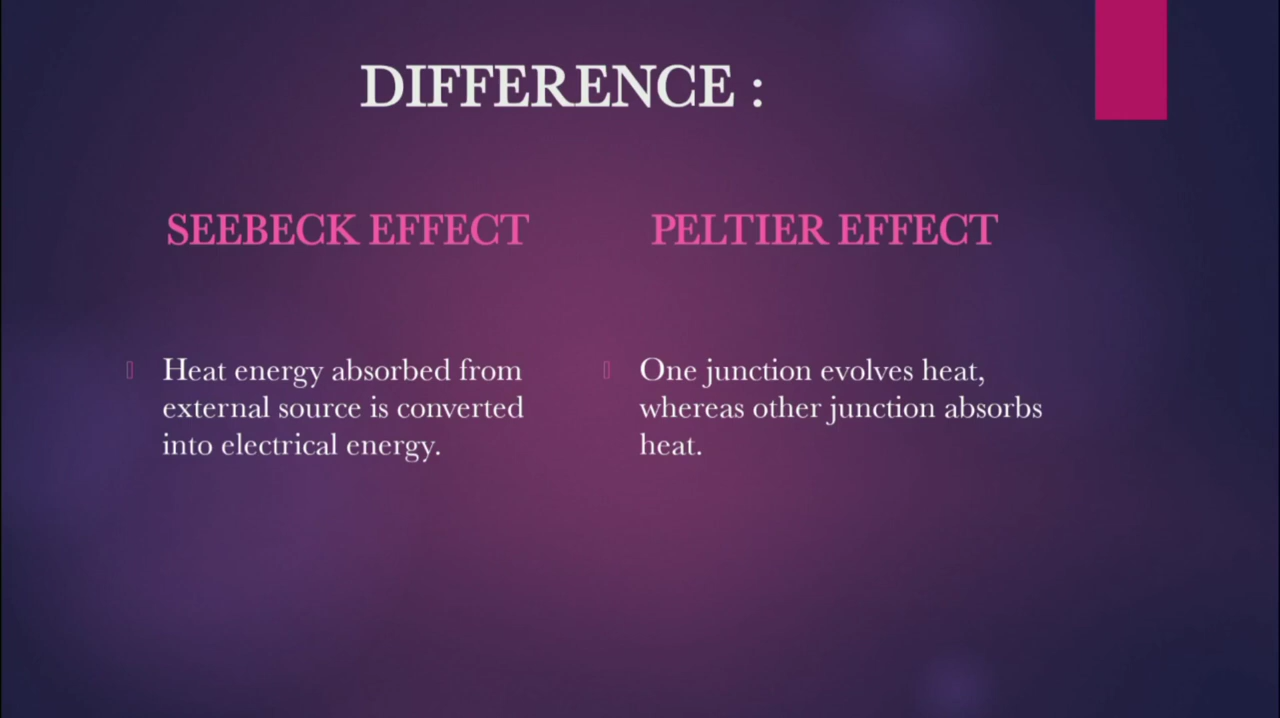 DIFFERENCE :
SEEBECK EFFECT
PELTIER EFFECT
Heat energy absorbed from
external source is converted
into electrical energy.
One junction evolves heat,
whereas other junction absorbs
heat.